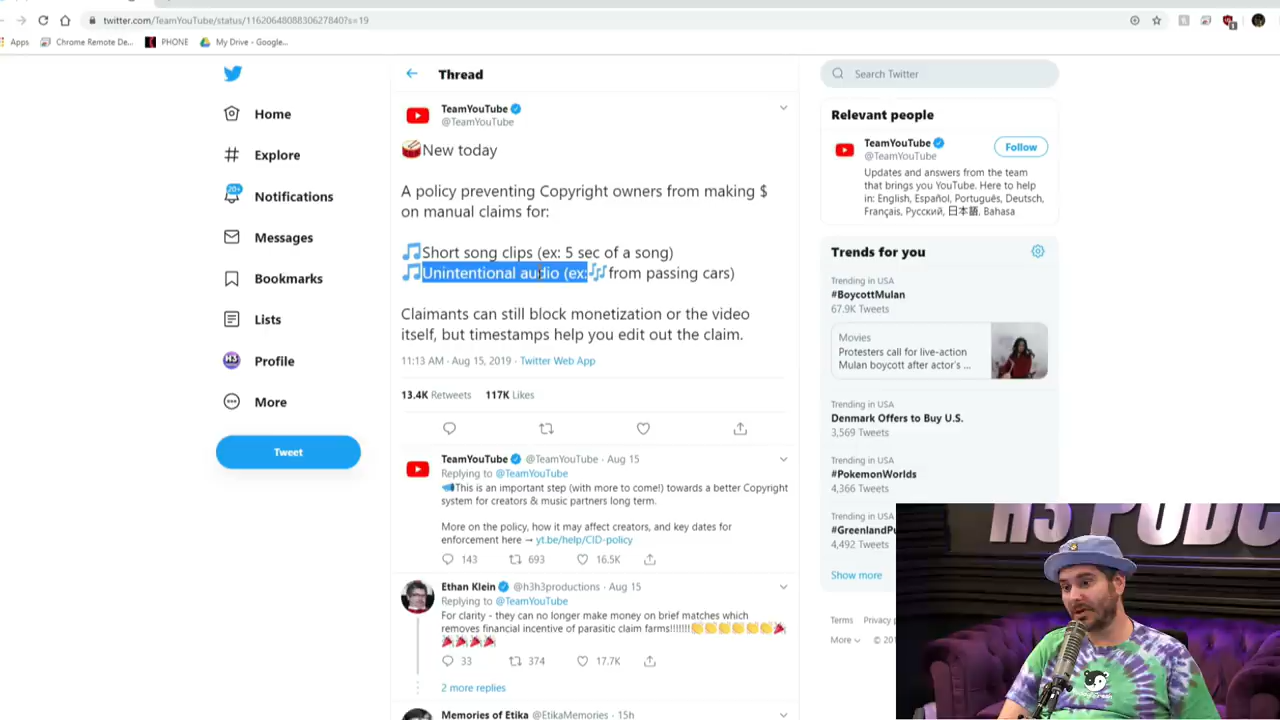 twitter.com/TeamYouTube/status/1162064808830627840?s=19
Apps
Chrome Remote De...
PHONE
My Drive - Google...
Home
Explore
20+
Notifications
Messages
Bookmarks
Lists
Profile
More
Tweet
Thread
TeamYouTube
@TeamYouTube
New today
A policy preventing Copyright owners from making $
on manual claims for:
Short song clips (ex: 5 sec of a song)
Unintentional audio (ex: from passing cars)
Claimants can still block monetization or the video
itself, but timestamps help you edit out the claim.
11:13 AM · Aug 15, 2019 · Twitter Web App
13.4K Retweets 117K Likes
TeamYouTube @TeamYouTube · Aug 15
Replying to @TeamYouTube
This is an important step (with more to come!) towards a better Copyright
system for creators & music partners long term.
More on the policy, how it may affect creators, and key dates for
enforcement here → yt.be/help/CID-policy
143 693 16.5K
Ethan Klein @h3h3productions · Aug 15
Replying to @TeamYouTube
For clarity - they can no longer make money on brief matches which
removes financial incentive of parasitic claim farms!!!!!!!
33 374 17.7K
2 more replies
Memories of Etika @EtikaMemories · 15h
Search Twitter
Relevant people
TeamYouTube
@TeamYouTube
Follow
Updates and answers from the team
that brings you YouTube. Here to help
in: English, Español, Português, Deutsch,
Français, Русский, 日本語, Bahasa
Trends for you
Trending in USA
#BoycottMulan
67.9K Tweets
Movies
Protesters call for live-action
Mulan boycott after actor's ...
Trending in USA
Denmark Offers to Buy U.S.
3,569 Tweets
Trending in USA
#PokemonWorlds
4,366 Tweets
Trending in USA
#GreenlandPu
4,492 Tweets
Show more
Terms Privacy
More © 201
H3 PODC